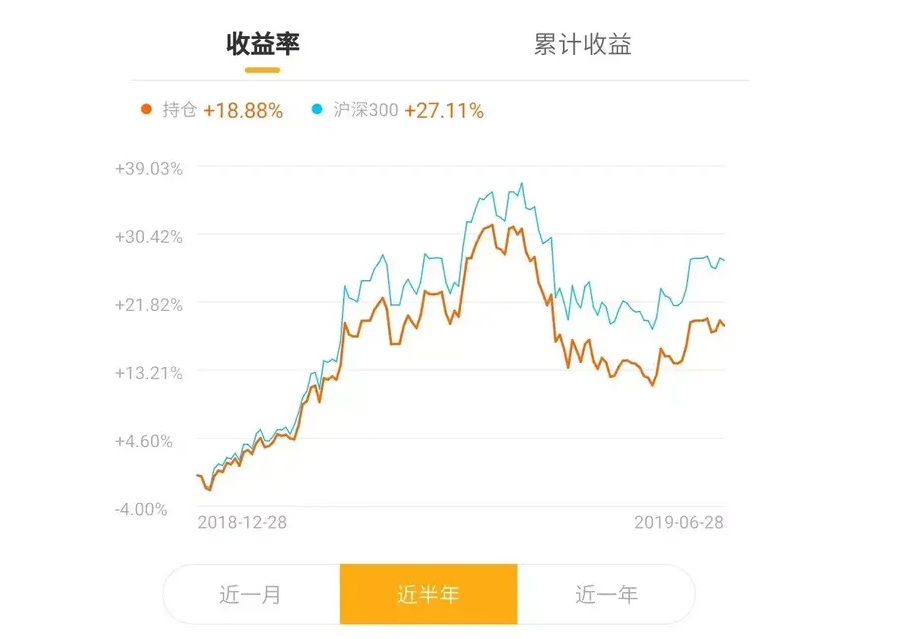 收益率 累计收益
持仓 +18.88% 沪深300 +27.11%
+39.03%
+30.42%
+21.82%
+13.21%
+4.60%
-4.00%
2018-12-28 2019-06-28
近一月 近半年 近一年